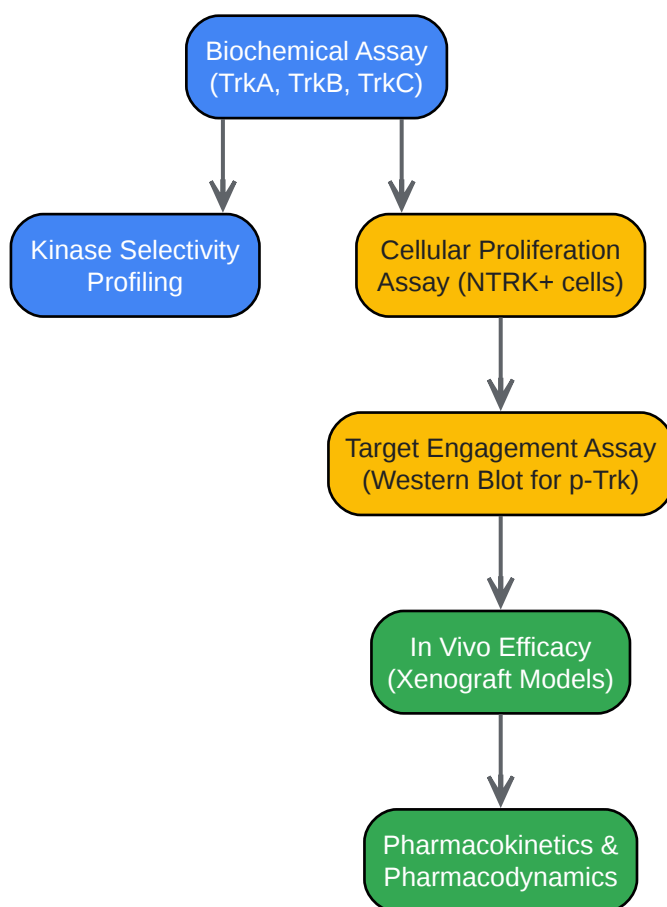 Biochemical Assay
(TrkA, TrkB, TrkC)
Kinase Selectivity
Profiling
Cellular Proliferation
Assay (NTRK+ cells)
Target Engagement Assay
(Western Blot for p-Trk)
In Vivo Efficacy
(Xenograft Models)
Pharmacokinetics &
Pharmacodynamics